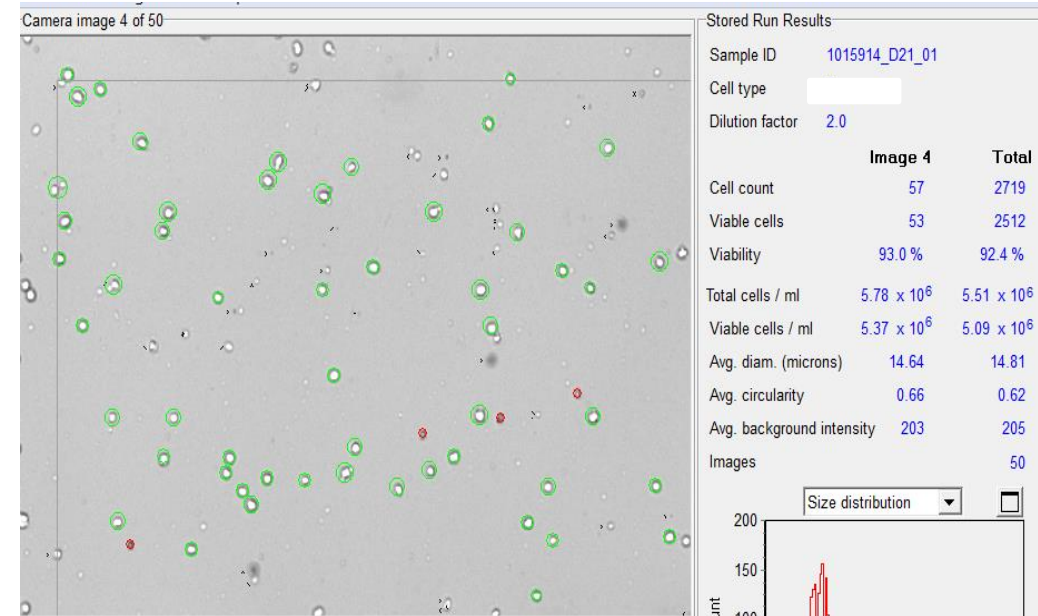 Camera image 4 of 50
Stored Run Results
Sample ID 1015914_D21_01
Cell type
Dilution factor 2.0
Image 4 Total
Cell count 57 2719
Viable cells 53 2512
Viability 93.0 % 92.4 %
Total cells / ml 5.78 x 10⁶ 5.51 x 10⁶
Viable cells / ml 5.37 x 10⁶ 5.09 x 10⁶
Avg. diam. (microns) 14.64 14.81
Avg. circularity 0.66 0.62
Avg. background intensity 203 205
Images 50
Size distribution
200
150